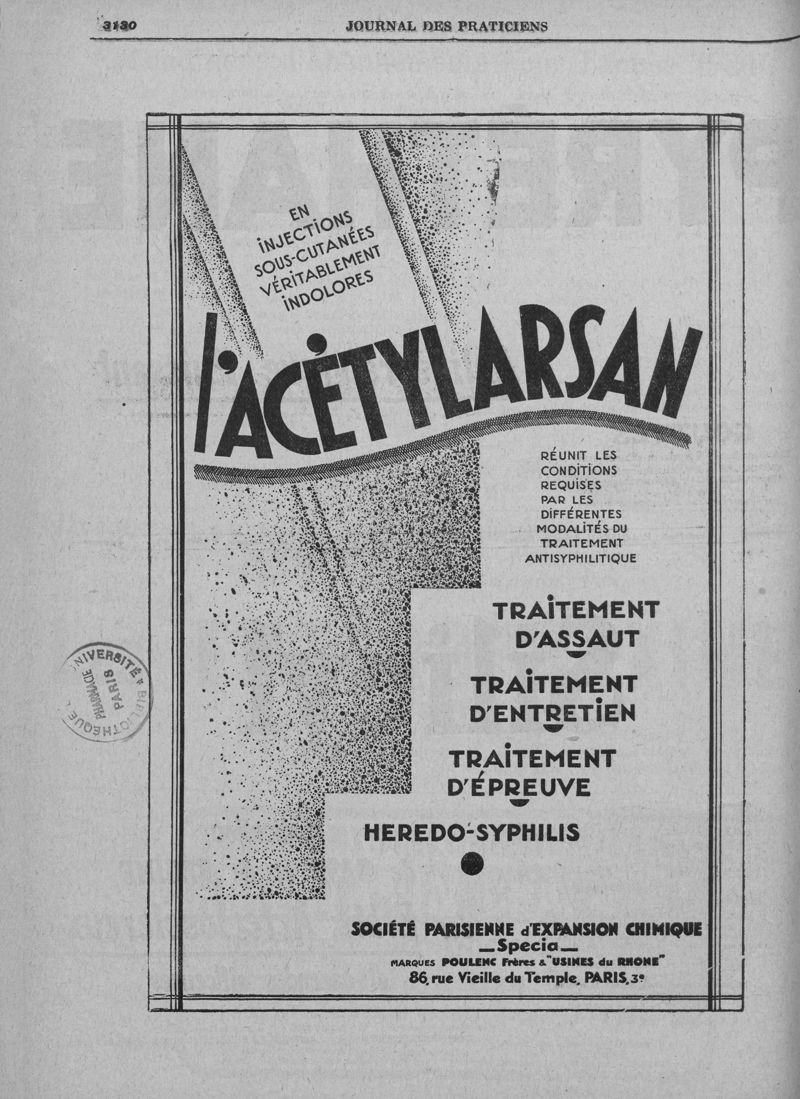 3130
JOURNAL DES PRATICIENS
EN
INJECTIONS
SOUS-CUTANÉES
VÉRITABLEMENT
INDOLORES
l'ACÉTYLARSAN
RÉUNIT LES
CONDITIONS
REQUISES
PAR LES
DIFFÉRENTES
MODALITÉS DU
TRAITEMENT
ANTISYPHILITIQUE
TRAITEMENT
D'ASSAUT
TRAITEMENT
D'ENTRETIEN
TRAITEMENT
D'ÉPREUVE
HEREDO-SYPHILIS
UNIVERSITÉ
PHARMACIE
PARIS
BIBLIOTHÈQUE
SOCIÉTÉ PARISIENNE d'EXPANSION CHIMIQUE
_Specia_
MARQUES POULENC Frères & "USINES du RHONE"
86, rue Vieille du Temple, PARIS, 3e